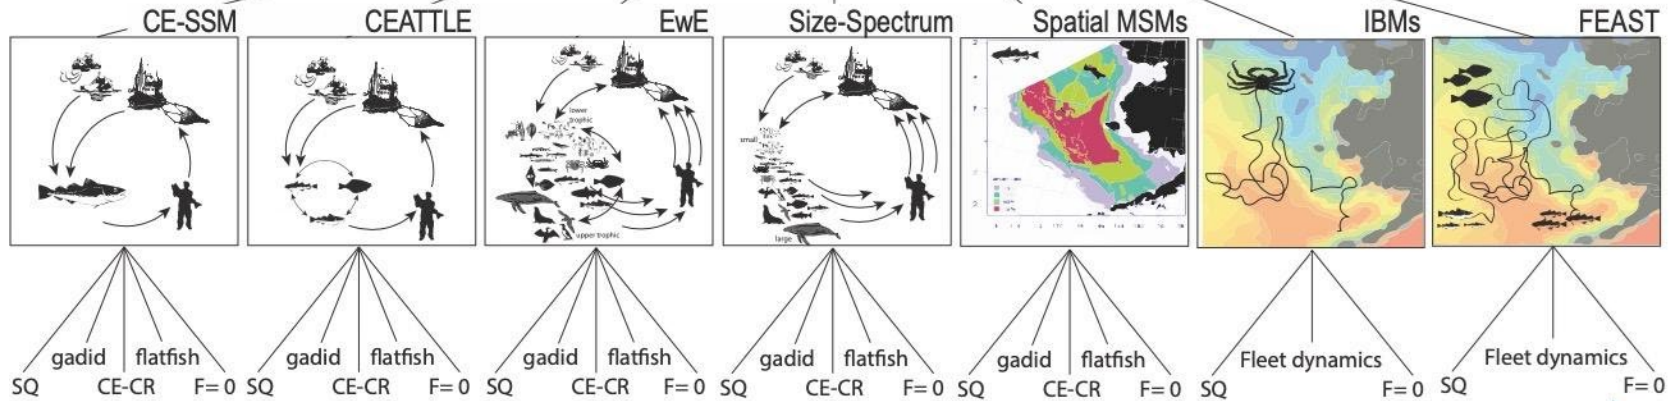 CE-SSM CEATTLE EwE Size-Spectrum Spatial MSMs IBMs FEAST
lower
trophic
small
upper trophic
large
gadid flatfish gadid flatfish gadid flatfish gadid flatfish gadid flatfish Fleet dynamics Fleet dynamics
SQ CE-CR F= 0 SQ CE-CR F= 0 SQ CE-CR F= 0 SQ CE-CR F= 0 SQ CE-CR F= 0 SQ F= 0 SQ F= 0